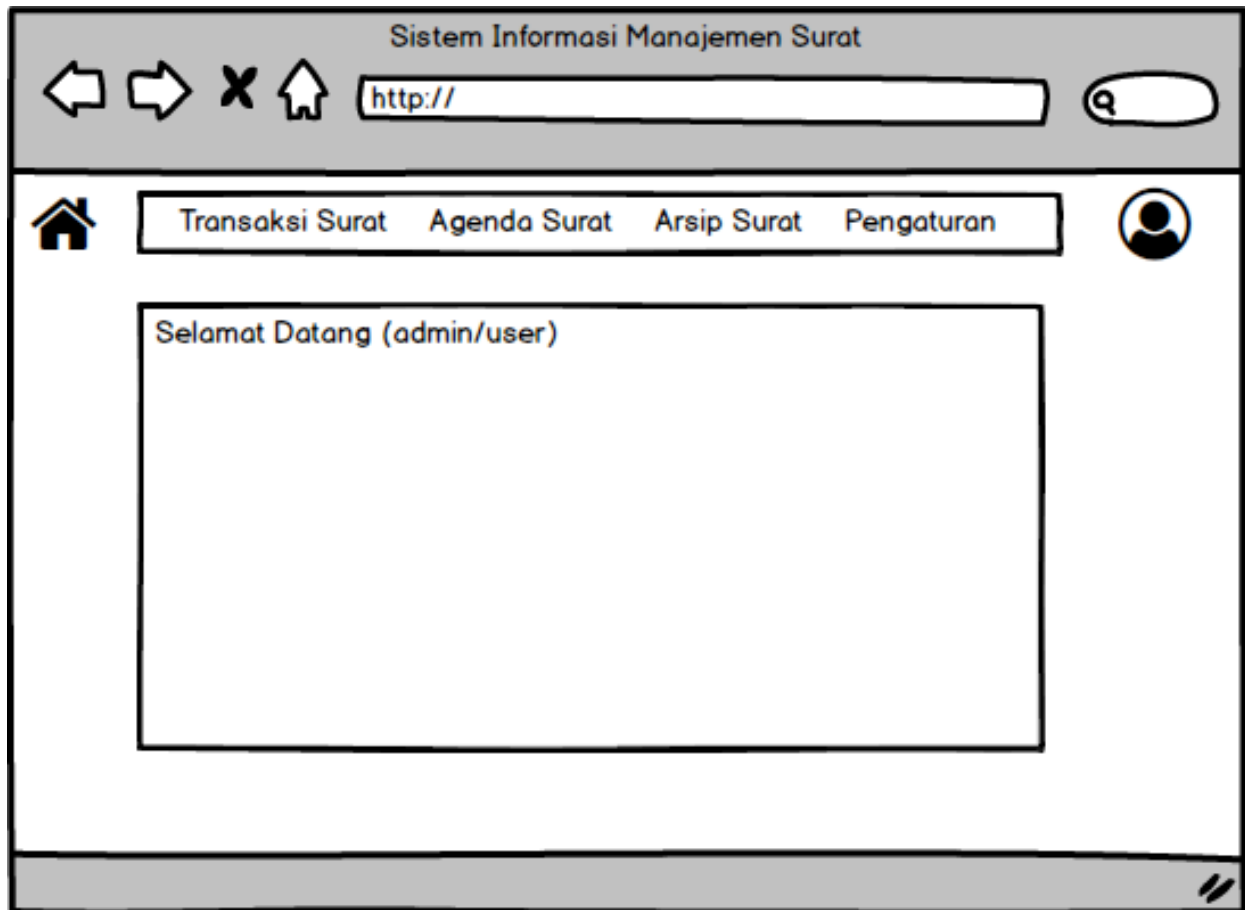 Sistem Informasi Manajemen Surat
http://
Transaksi Surat Agenda Surat Arsip Surat Pengaturan
Selamat Datang (admin/user)